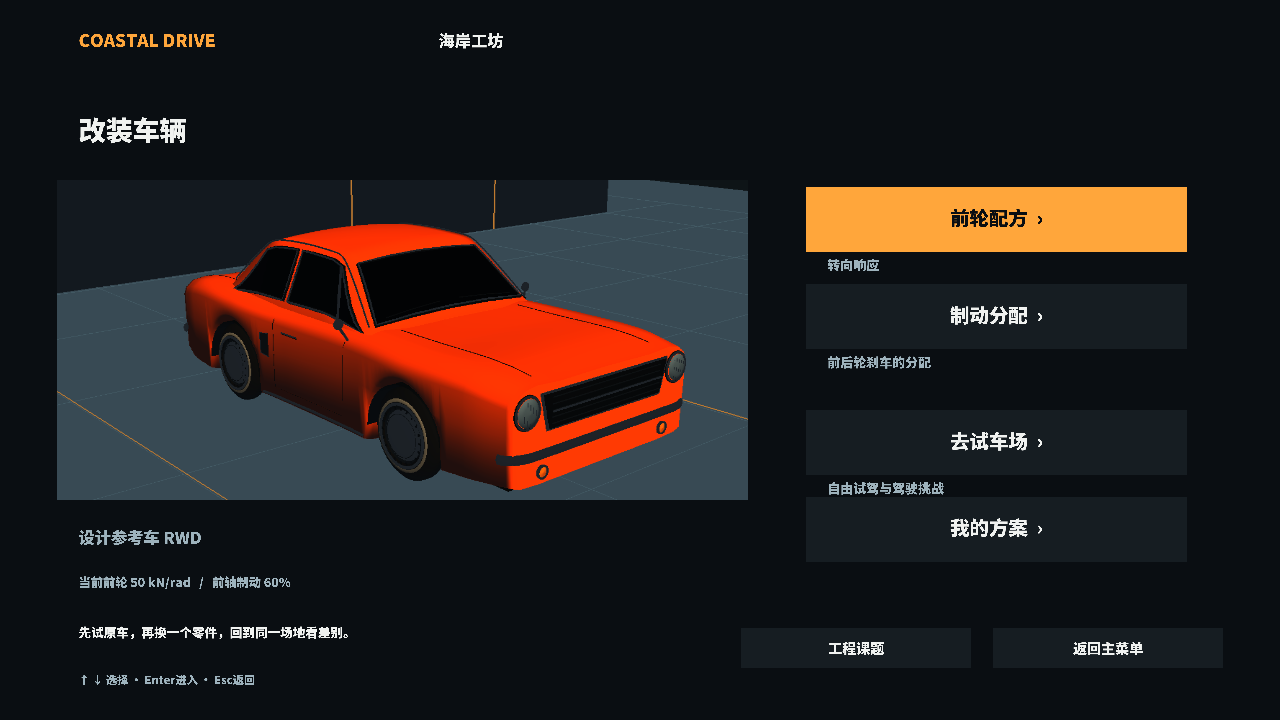 COASTAL DRIVE
海岸工坊
改装车辆
前轮配方 ›
转向响应
制动分配 ›
前后轮刹车的分配
去试车场 ›
自由试驾与驾驶挑战
我的方案 ›
设计参考车 RWD
当前前轮 50 kN/rad / 前轴制动 60%
先试原车，再换一个零件，回到同一场地看差别。
工程课题
返回主菜单
↑ ↓ 选择 · Enter进入 · Esc返回